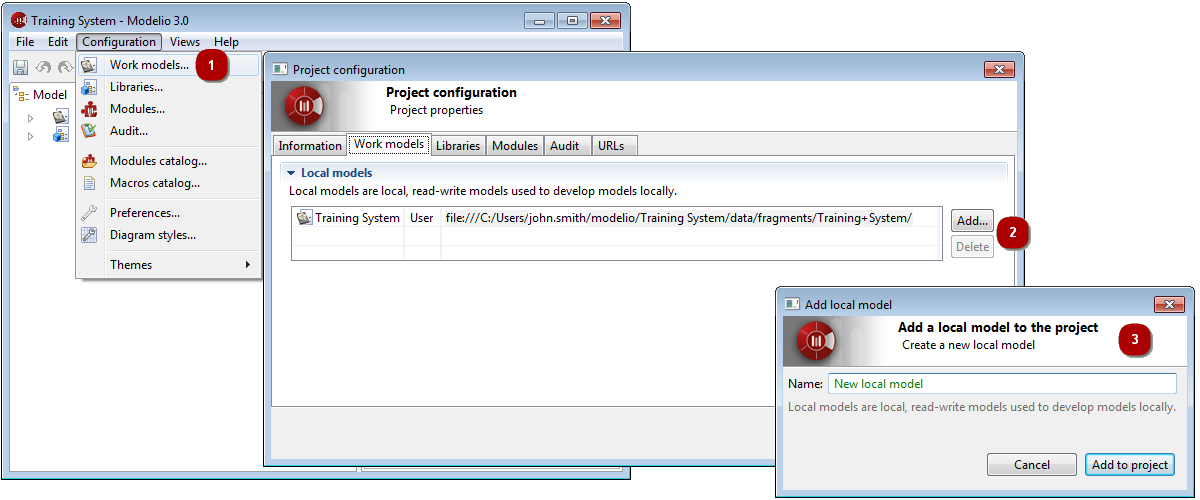 Training System - Modelio 3.0
File Edit Configuration Views Help
Work models...
1
Libraries...
Modules...
Audit...
Modules catalog...
Macros catalog...
Preferences...
Diagram styles...
Themes
Model
Project configuration
Project configuration
Project properties
Information Work models Libraries Modules Audit URLs
Local models
Local models are local, read-write models used to develop models locally.
Training System User file:///C:/Users/john.smith/modelio/Training System/data/fragments/Training+System/
Add...
2
Delete
Add local model
Add a local model to the project
Create a new local model
3
Name: New local model
Local models are local, read-write models used to develop models locally.
Cancel Add to project